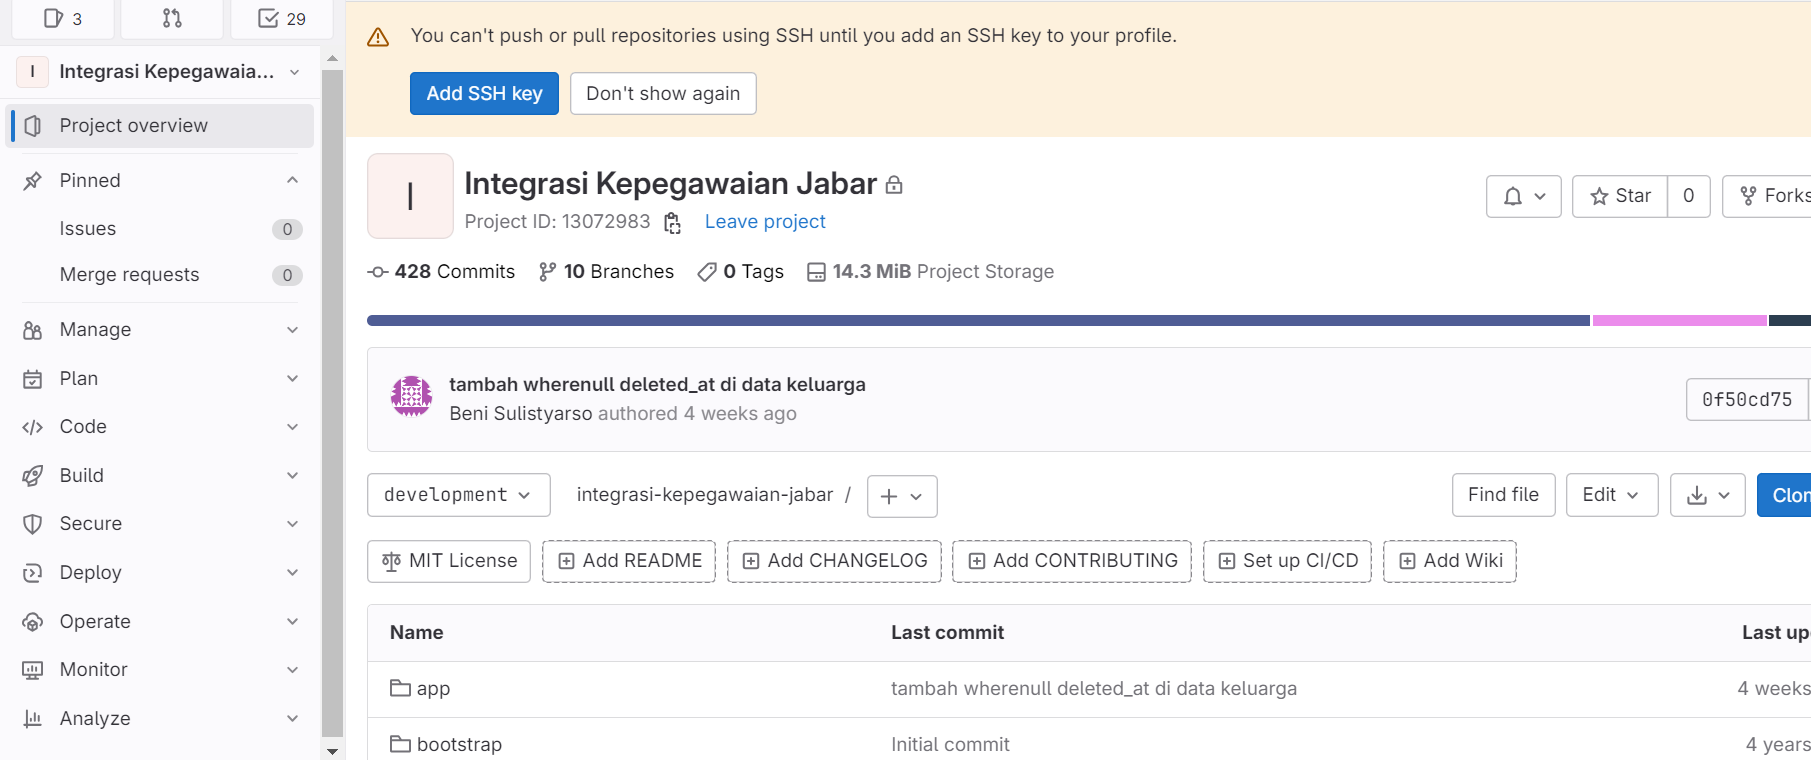 3
29
I
Integrasi Kepegawaia...
Project overview
Pinned
Issues
0
Merge requests
0
Manage
Plan
Code
Build
Secure
Deploy
Operate
Monitor
Analyze
You can't push or pull repositories using SSH until you add an SSH key to your profile.
Add SSH key
Don't show again
I
Integrasi Kepegawaian Jabar
Project ID: 13072983
Leave project
Star
0
Forks
428 Commits
10 Branches
0 Tags
14.3 MiB Project Storage
tambah wherenull deleted_at di data keluarga
Beni Sulistyarso authored 4 weeks ago
0f50cd75
development
integrasi-kepegawaian-jabar /
Find file
Edit
Clon
MIT License
Add README
Add CHANGELOG
Add CONTRIBUTING
Set up CI/CD
Add Wiki
Name
Last commit
Last up
app
tambah wherenull deleted_at di data keluarga
4 weeks
bootstrap
Initial commit
4 years